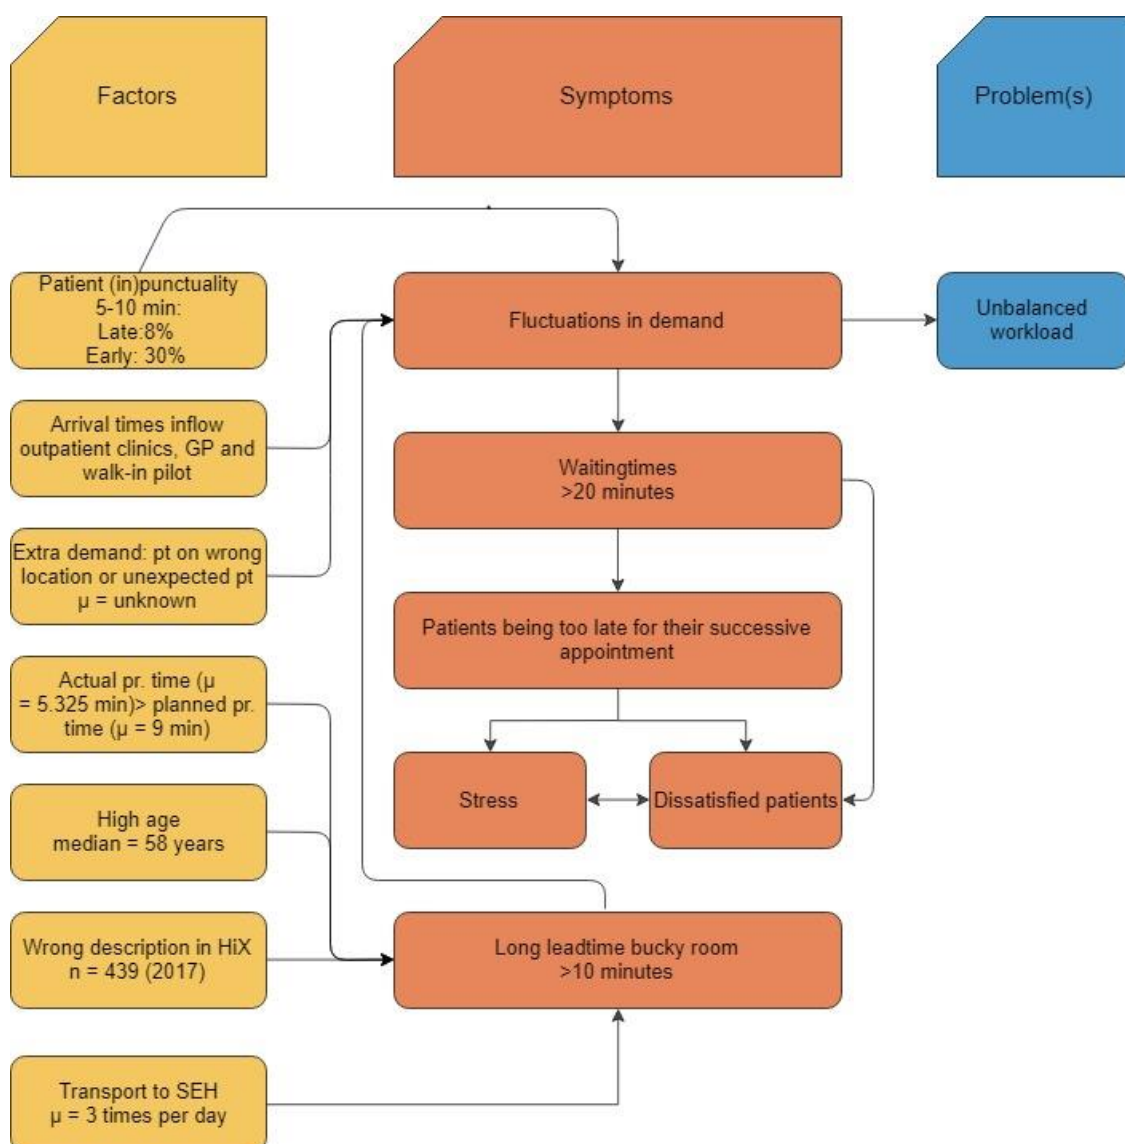 Factors
Symptoms
Problem(s)
Patient (in)punctuality
5-10 min:
Late:8%
Early: 30%
Fluctuations in demand
Unbalanced
workload
Arrival times inflow
outpatient clinics, GP and
walk-in pilot
Waitingtimes
>20 minutes
Extra demand: pt on wrong
location or unexpected pt
µ = unknown
Patients being too late for their successive
appointment
Actual pr. time (µ
= 5.325 min)> planned pr.
time (µ = 9 min)
Stress
Dissatisfied patients
High age
median = 58 years
Wrong description in HiX
n = 439 (2017)
Long leadtime bucky room
>10 minutes
Transport to SEH
µ = 3 times per day